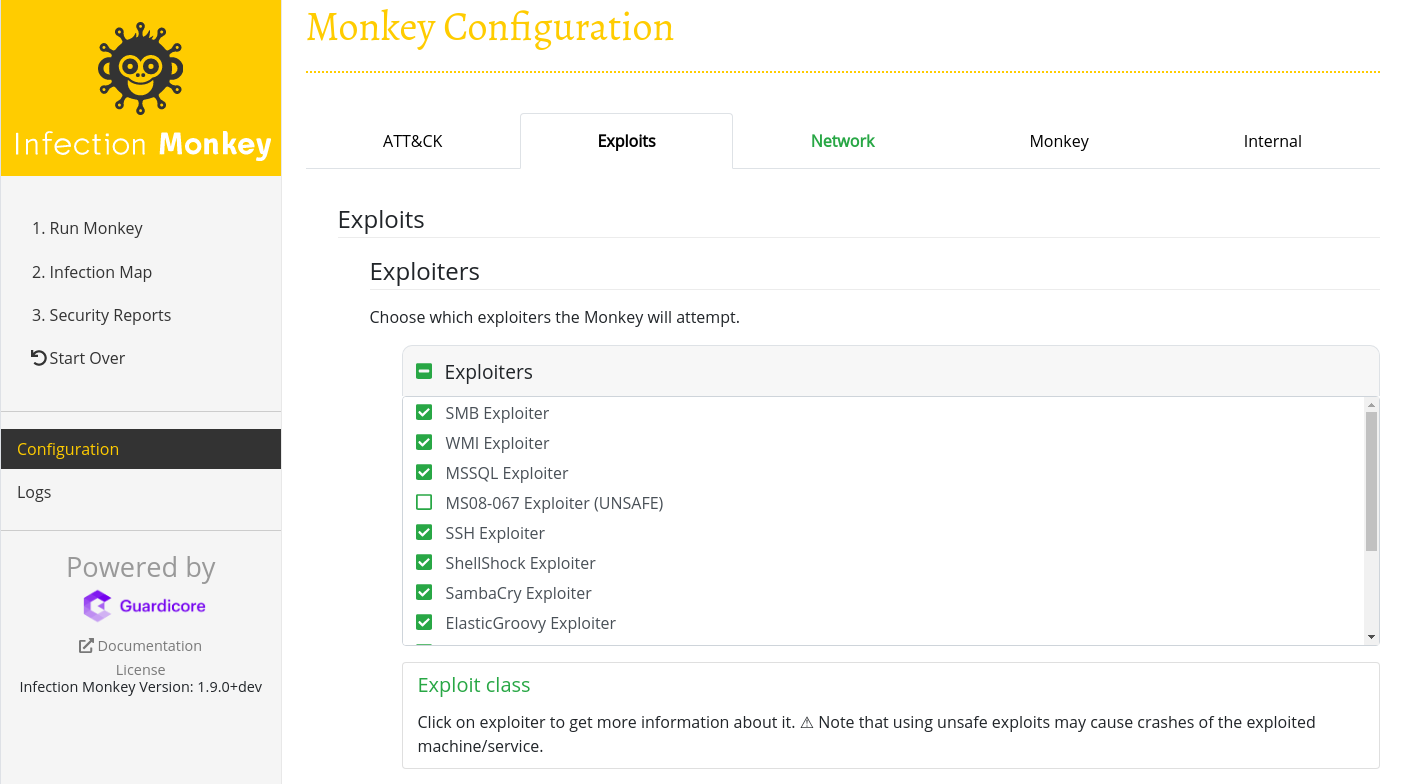 Infection Monkey
1. Run Monkey
2. Infection Map
3. Security Reports
Start Over
Configuration
Logs
Powered by
Guardicore
Documentation
License
Infection Monkey Version: 1.9.0+dev
Monkey Configuration
ATT&CK
Exploits
Network
Monkey
Internal
Exploits
Exploiters
Choose which exploiters the Monkey will attempt.
Exploiters
SMB Exploiter
WMI Exploiter
MSSQL Exploiter
MS08-067 Exploiter (UNSAFE)
SSH Exploiter
ShellShock Exploiter
SambaCry Exploiter
ElasticGroovy Exploiter
Exploit class
Click on exploiter to get more information about it. ⚠ Note that using unsafe exploits may cause crashes of the exploited
machine/service.